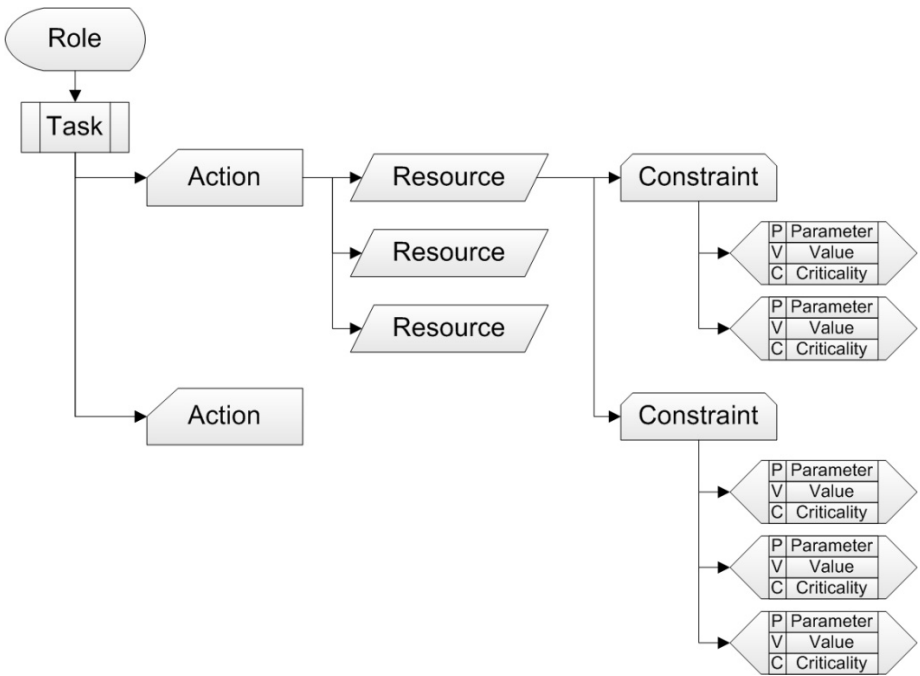 Role
Task
Action
Resource
Constraint
P Parameter
V Value
C Criticality
Resource
P Parameter
V Value
C Criticality
Resource
Action
Constraint
P Parameter
V Value
C Criticality
P Parameter
V Value
C Criticality
P Parameter
V Value
C Criticality